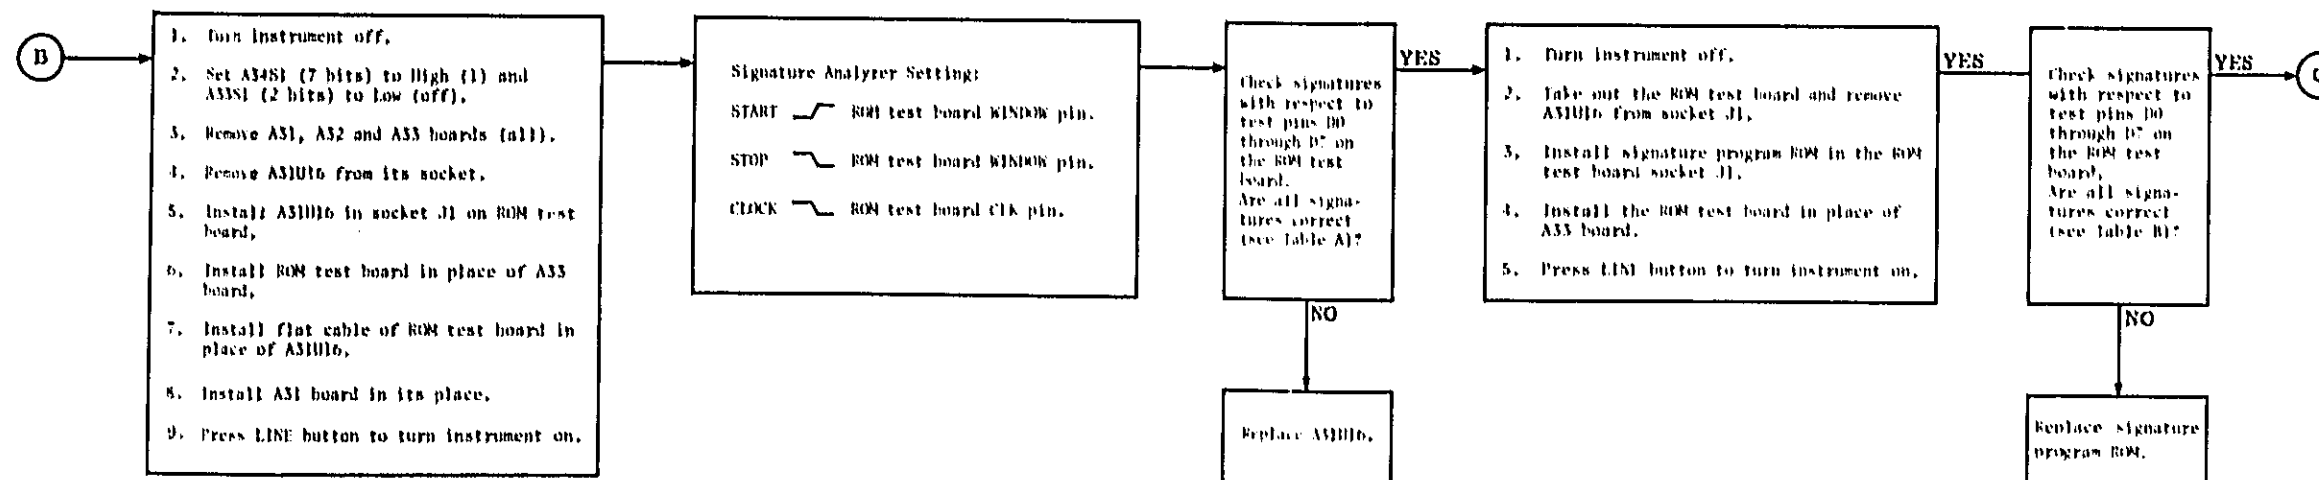 B
1. Turn instrument off.
2. Set A34S1 (7 bits) to High (1) and
A33S1 (2 bits) to Low (off).
3. Remove A31, A32 and A33 boards (all).
4. Remove A31U16 from its socket.
5. Install A31U16 in socket J1 on ROM test
board.
6. Install ROM test board in place of A33
board.
7. Install flat cable of ROM test board in
place of A31U16.
8. Install A31 board in its place.
9. Press LINE button to turn instrument on.
Signature Analyzer Setting:
START ROM test board WINDOW pin.
STOP ROM test board WINDOW pin.
CLOCK ROM test board CLK pin.
Check signatures
with respect to
test pins D0
through D7 on
the ROM test
board.
Are all signa-
tures correct
(see Table A)?
YES
NO
Replace A31U16.
1. Turn instrument off.
2. Take out the ROM test board and remove
A31U16 from socket J1.
3. Install signature program ROM in the ROM
test board socket J1.
4. Install the ROM test board in place of
A33 board.
5. Press LINE button to turn instrument on.
YES
Check signatures
with respect to
test pins D0
through D7 on
the ROM test
board.
Are all signa-
tures correct
(see Table B)?
YES
NO
Replace signature
program ROM.